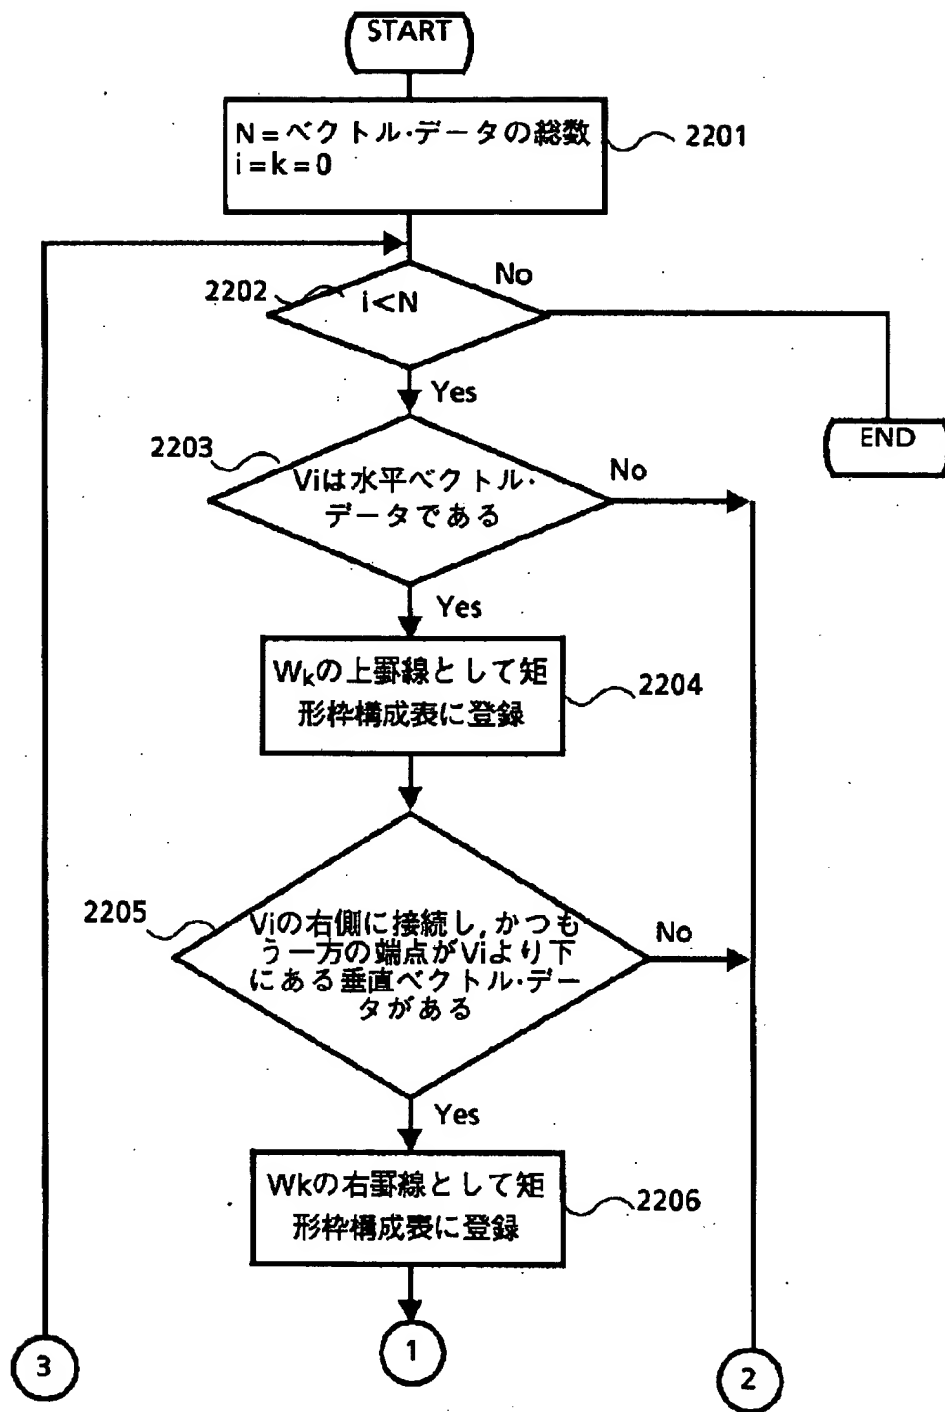 START
N=ベクトル・データの総数
i=k=0
2201
2202
i<N
No
Yes
END
2203
Viは水平ベクトル・
データである
No
Yes
Wkの上罫線として矩
形枠構成表に登録
2204
2205
Viの右側に接続し,かつも
う一方の端点がViより下
にある垂直ベクトル・デー
タがある
No
Yes
Wkの右罫線として矩
形枠構成表に登録
2206
3
1
2